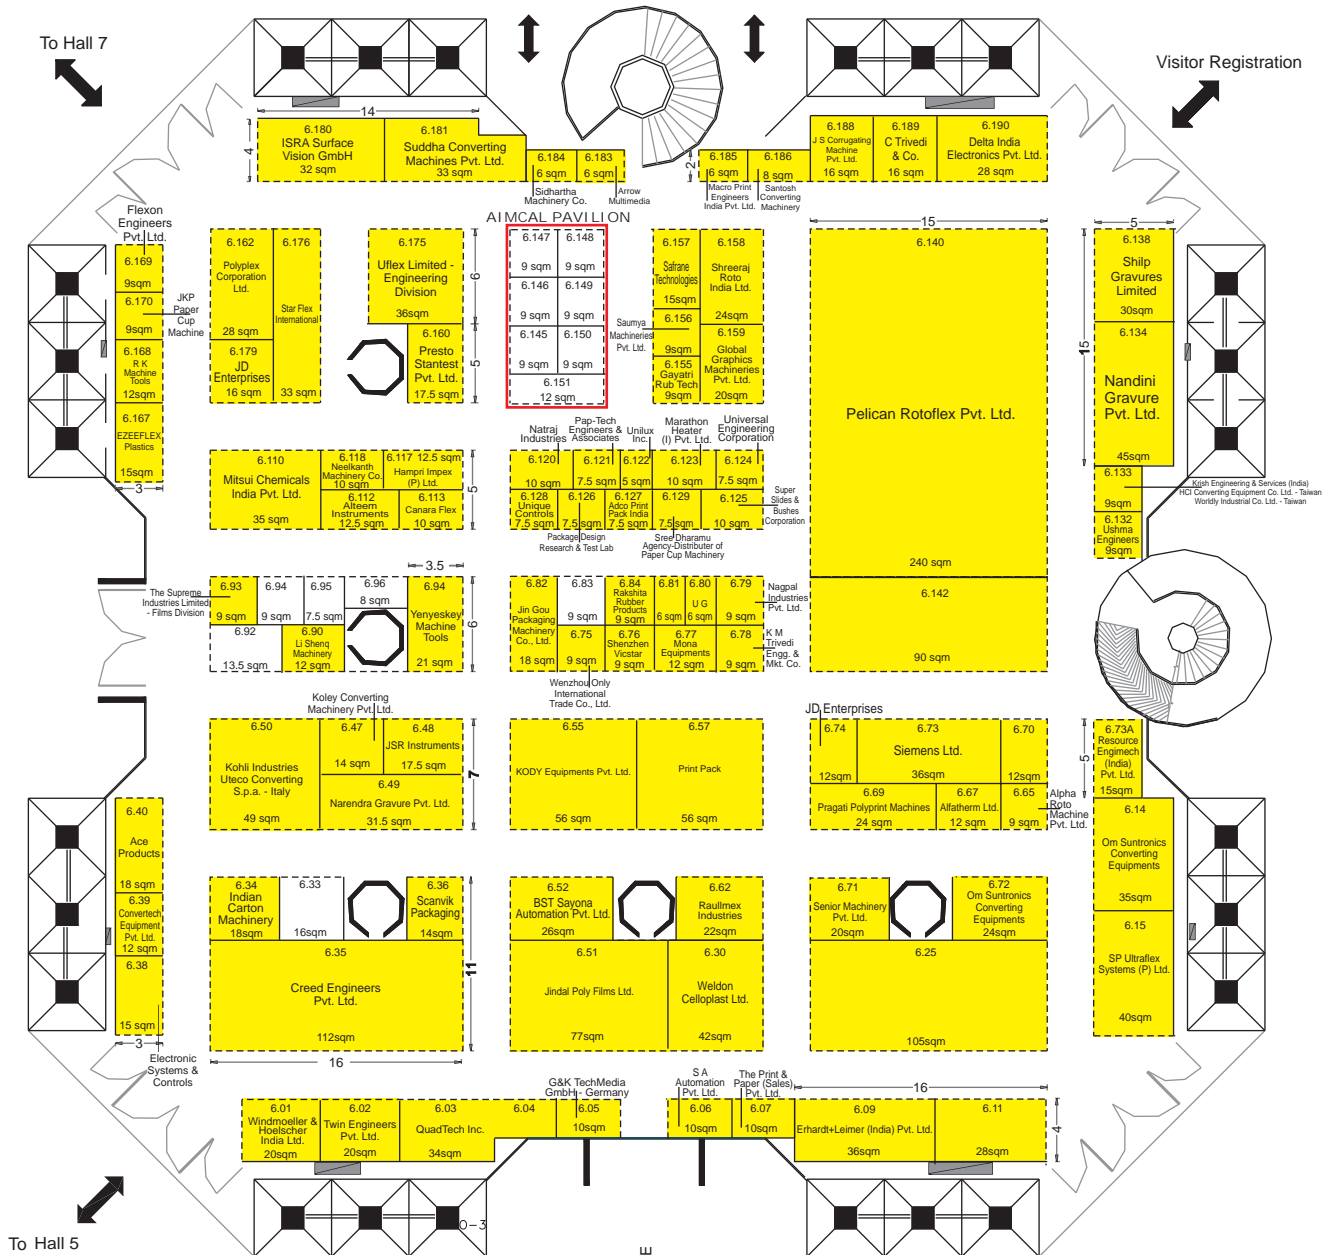 To Hall 7
Visitor Registration
14
4
6.180
ISRA Surface
Vision GmbH
32 sqm
6.181
Suddha Converting
Machines Pvt. Ltd.
33 sqm
6.184
6 sqm
Sidhartha
Machinery Co.
6.183
6 sqm
Arrow
Multimedia
2
6.185
6 sqm
Macro Print
Engineers
India Pvt. Ltd.
6.186
8 sqm
Santosh
Converting
Machinery
6.188
J S Corrugating
Machine
Pvt. Ltd.
16 sqm
6.189
C Trivedi
& Co.
16 sqm
6.190
Delta India
Electronics Pvt. Ltd.
28 sqm
Flexon
Engineers
Pvt. Ltd.
6.169
9sqm
6.170
9sqm
JKP
Paper
Cup
Machine
6.168
R K
Machine
Tools
12sqm
6.167
EZEEFLEX
Plastics
15sqm
3
6.162
Polyplex
Corporation
Ltd.
28 sqm
6.176
Star Flex
International
33 sqm
6.179
JD
Enterprises
16 sqm
6.175
Uflex Limited -
Engineering
Division
36sqm
6
6.160
Presto
Stantest
Pvt. Ltd.
17.5 sqm
5
AIMCAL PAVILION
6.147
9 sqm
6.148
9 sqm
6.146
9 sqm
6.149
9 sqm
6.145
9 sqm
6.150
9 sqm
6.151
12 sqm
6.157
Safrane
Technologies
15sqm
6.158
Shreeraj
Roto
India Ltd.
24sqm
Saumya
Machineries
Pvt. Ltd.
6.156
9sqm
6.155
Gayatri
Rub Tech
9sqm
6.159
Global
Graphics
Machineries
Pvt. Ltd.
20sqm
15
6.140
Pelican Rotoflex Pvt. Ltd.
240 sqm
6.142
90 sqm
5
15
6.138
Shilp
Gravures
Limited
30sqm
6.134
Nandini
Gravure
Pvt. Ltd.
45sqm
6.133
9sqm
Krish Engineering & Services (India)
HCI Converting Equipment Co. Ltd. - Taiwan
Worldly Industrial Co. Ltd. - Taiwan
6.132
Ushma
Engineers
9sqm
6.110
Mitsui Chemicals
India Pvt. Ltd.
35 sqm
6.118
Neelkanth
Machinery Co.
10 sqm
6.117 12.5 sqm
Hampri Impex
(P) Ltd.
6.112
Alteem
Instruments
12.5 sqm
6.113
Canara Flex
10 sqm
5
Natraj
Industries
Pap-Tech
Engineers &
Associates
Unilux
Inc.
Marathon
Heater
(I) Pvt. Ltd.
Universal
Engineering
Corporation
6.120
10 sqm
6.121
7.5 sqm
6.122
5 sqm
6.123
10 sqm
6.124
7.5 sqm
6.128
Unique
Controls
7.5 sqm
6.126
7.5 sqm
6.127
Adco Print
Pack India
7.5 sqm
6.129
7.5 sqm
6.125
10 sqm
Super
Slides &
Bushes
Corporation
Package Design
Research & Test Lab
Sree Dharamu
Agency-Distributer of
Paper Cup Machinery
3.5
The Supreme
Industries Limited
- Films Division
6.93
9 sqm
6.94
9 sqm
6.95
7.5 sqm
6.96
8 sqm
6.94
Yenyeskey
Machine
Tools
21 sqm
6
6.92
13.5 sqm
6.90
Li Shenq
Machinery
12 sqm
6.82
Jin Gou
Packaging
Machinery
Co., Ltd.
18 sqm
6.83
9 sqm
6.84
Rakshita
Rubber
Products
9 sqm
6.81
6 sqm
6.80
U G
6 sqm
6.79
9 sqm
Nagpal
Industries
Pvt. Ltd.
6.75
9 sqm
6.76
Shenzhen
Vicstar
9 sqm
6.77
Mona
Equipments
12 sqm
6.78
9 sqm
K M
Trivedi
Engg. &
Mkt. Co.
Wenzhou Only
International
Trade Co., Ltd.
Koley Converting
Machinery Pvt. Ltd.
6.50
Kohli Industries
Uteco Converting
S.p.a. - Italy
49 sqm
6.47
14 sqm
6.48
JSR Instruments
17.5 sqm
6.49
Narendra Gravure Pvt. Ltd.
31.5 sqm
7
6.55
KODY Equipments Pvt. Ltd.
56 sqm
6.57
Print Pack
56 sqm
JD Enterprises
6.74
12sqm
6.73
Siemens Ltd.
36sqm
6.70
12sqm
6.69
Pragati Polyprint Machines
24 sqm
6.67
Alfatherm Ltd.
12 sqm
6.65
9 sqm
Alpha
Roto
Machine
Pvt. Ltd.
5
6.73A
Resource
Engimech
(India)
Pvt. Ltd.
15sqm
6.14
Om Suntronics
Converting
Equipments
35sqm
6.15
SP Ultraflex
Systems (P) Ltd.
40sqm
6.40
Ace
Products
18 sqm
6.39
Convertech
Equipment
Pvt. Ltd.
12 sqm
6.38
15 sqm
3
Electronic
Systems &
Controls
6.34
Indian
Carton
Machinery
18sqm
6.33
16sqm
6.36
Scanvik
Packaging
14sqm
6.35
Creed Engineers
Pvt. Ltd.
112sqm
11
16
6.52
BST Sayona
Automation Pvt. Ltd.
26sqm
6.62
Raullmex
Industries
22sqm
6.51
Jindal Poly Films Ltd.
77sqm
6.30
Weldon
Celloplast Ltd.
42sqm
6.71
Senior Machinery
Pvt. Ltd.
20sqm
6.72
Om Suntronics
Converting
Equipments
24sqm
6.25
105sqm
6.01
Windmoeller &
Hoelscher
India Ltd.
20sqm
6.02
Twin Engineers
Pvt. Ltd.
20sqm
6.03
QuadTech Inc.
34sqm
6.04
G&K TechMedia
GmbH - Germany
6.05
10sqm
S A
Automation
Pvt. Ltd.
6.06
10sqm
The Print &
Paper (Sales)
Pvt. Ltd.
6.07
10sqm
16
6.09
Erhardt+Leimer (India) Pvt. Ltd.
36sqm
6.11
28sqm
4
To Hall 5
0-3
E